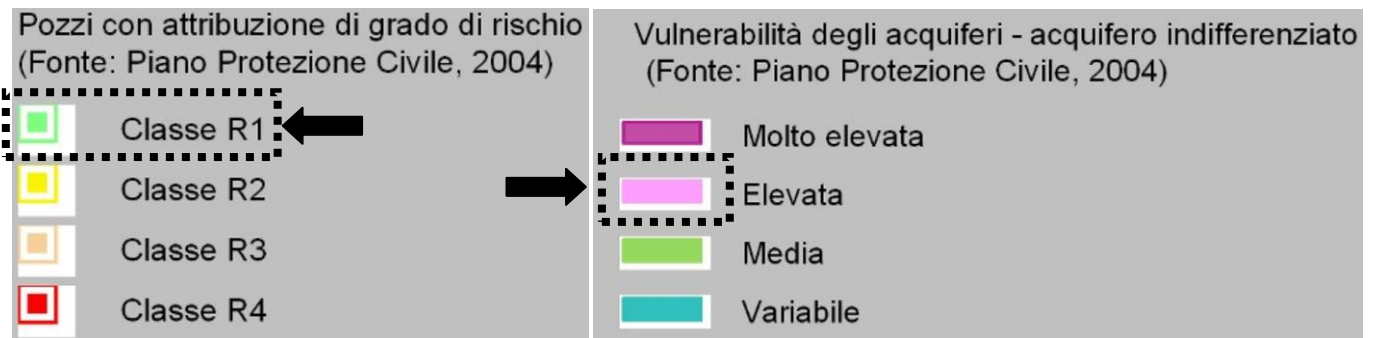 Pozzi con attribuzione di grado di rischio
(Fonte: Piano Protezione Civile, 2004)
Classe R1
Classe R2
Classe R3
Classe R4
Vulnerabilità degli acquiferi - acquifero indifferenziato
(Fonte: Piano Protezione Civile, 2004)
Molto elevata
Elevata
Media
Variabile